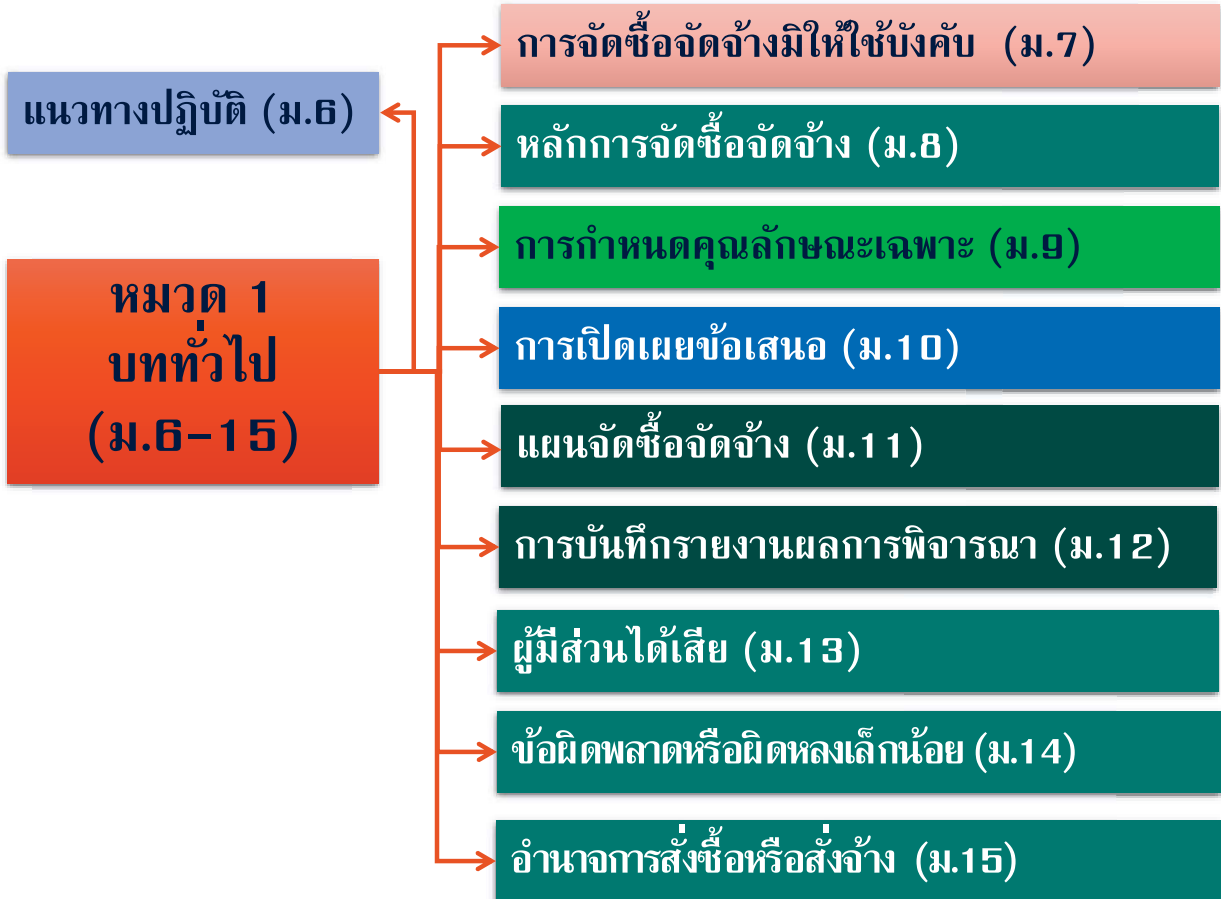 แนวทางปฏิบัติ (ม.6)
หมวด 1
บททั่วไป
(ม.6-15)
การจัดซื้อจัดจ้างมิให้ใช้บังคับ (ม.7)
หลักการจัดซื้อจัดจ้าง (ม.8)
การกำหนดคุณลักษณะเฉพาะ (ม.9)
การเปิดเผยข้อเสนอ (ม.10)
แผนจัดซื้อจัดจ้าง (ม.11)
การบันทึกรายงานผลการพิจารณา (ม.12)
ผู้มีส่วนได้เสีย (ม.13)
ข้อผิดพลาดหรือผิดหลงเล็กน้อย (ม.14)
อำนาจการสั่งซื้อหรือสั่งจ้าง (ม.15)